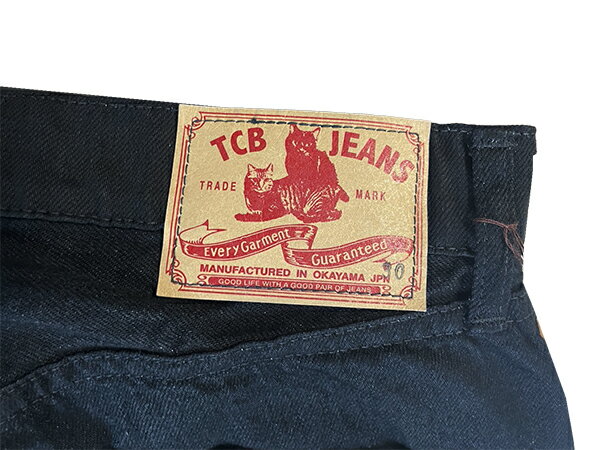 TCB JEANS
TRADE MARK
Every Garment Guaranteed
MANUFACTURED IN OKAYAMA JPN
GOOD LIFE WITH A GOOD PAIR OF JEANS